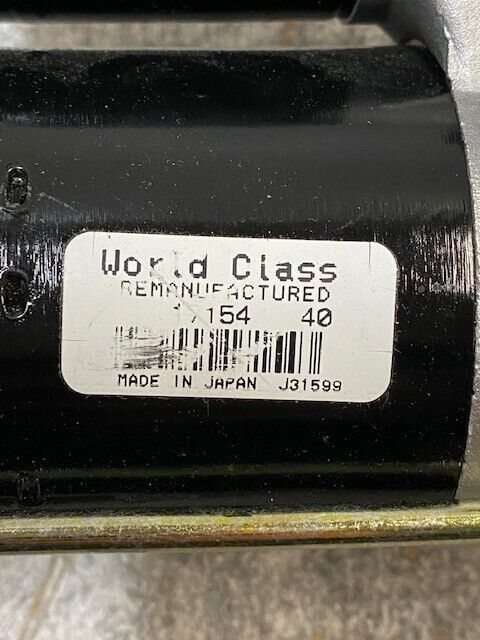 World Class
REMANUFACTURED
154 40
MADE IN JAPAN J31599